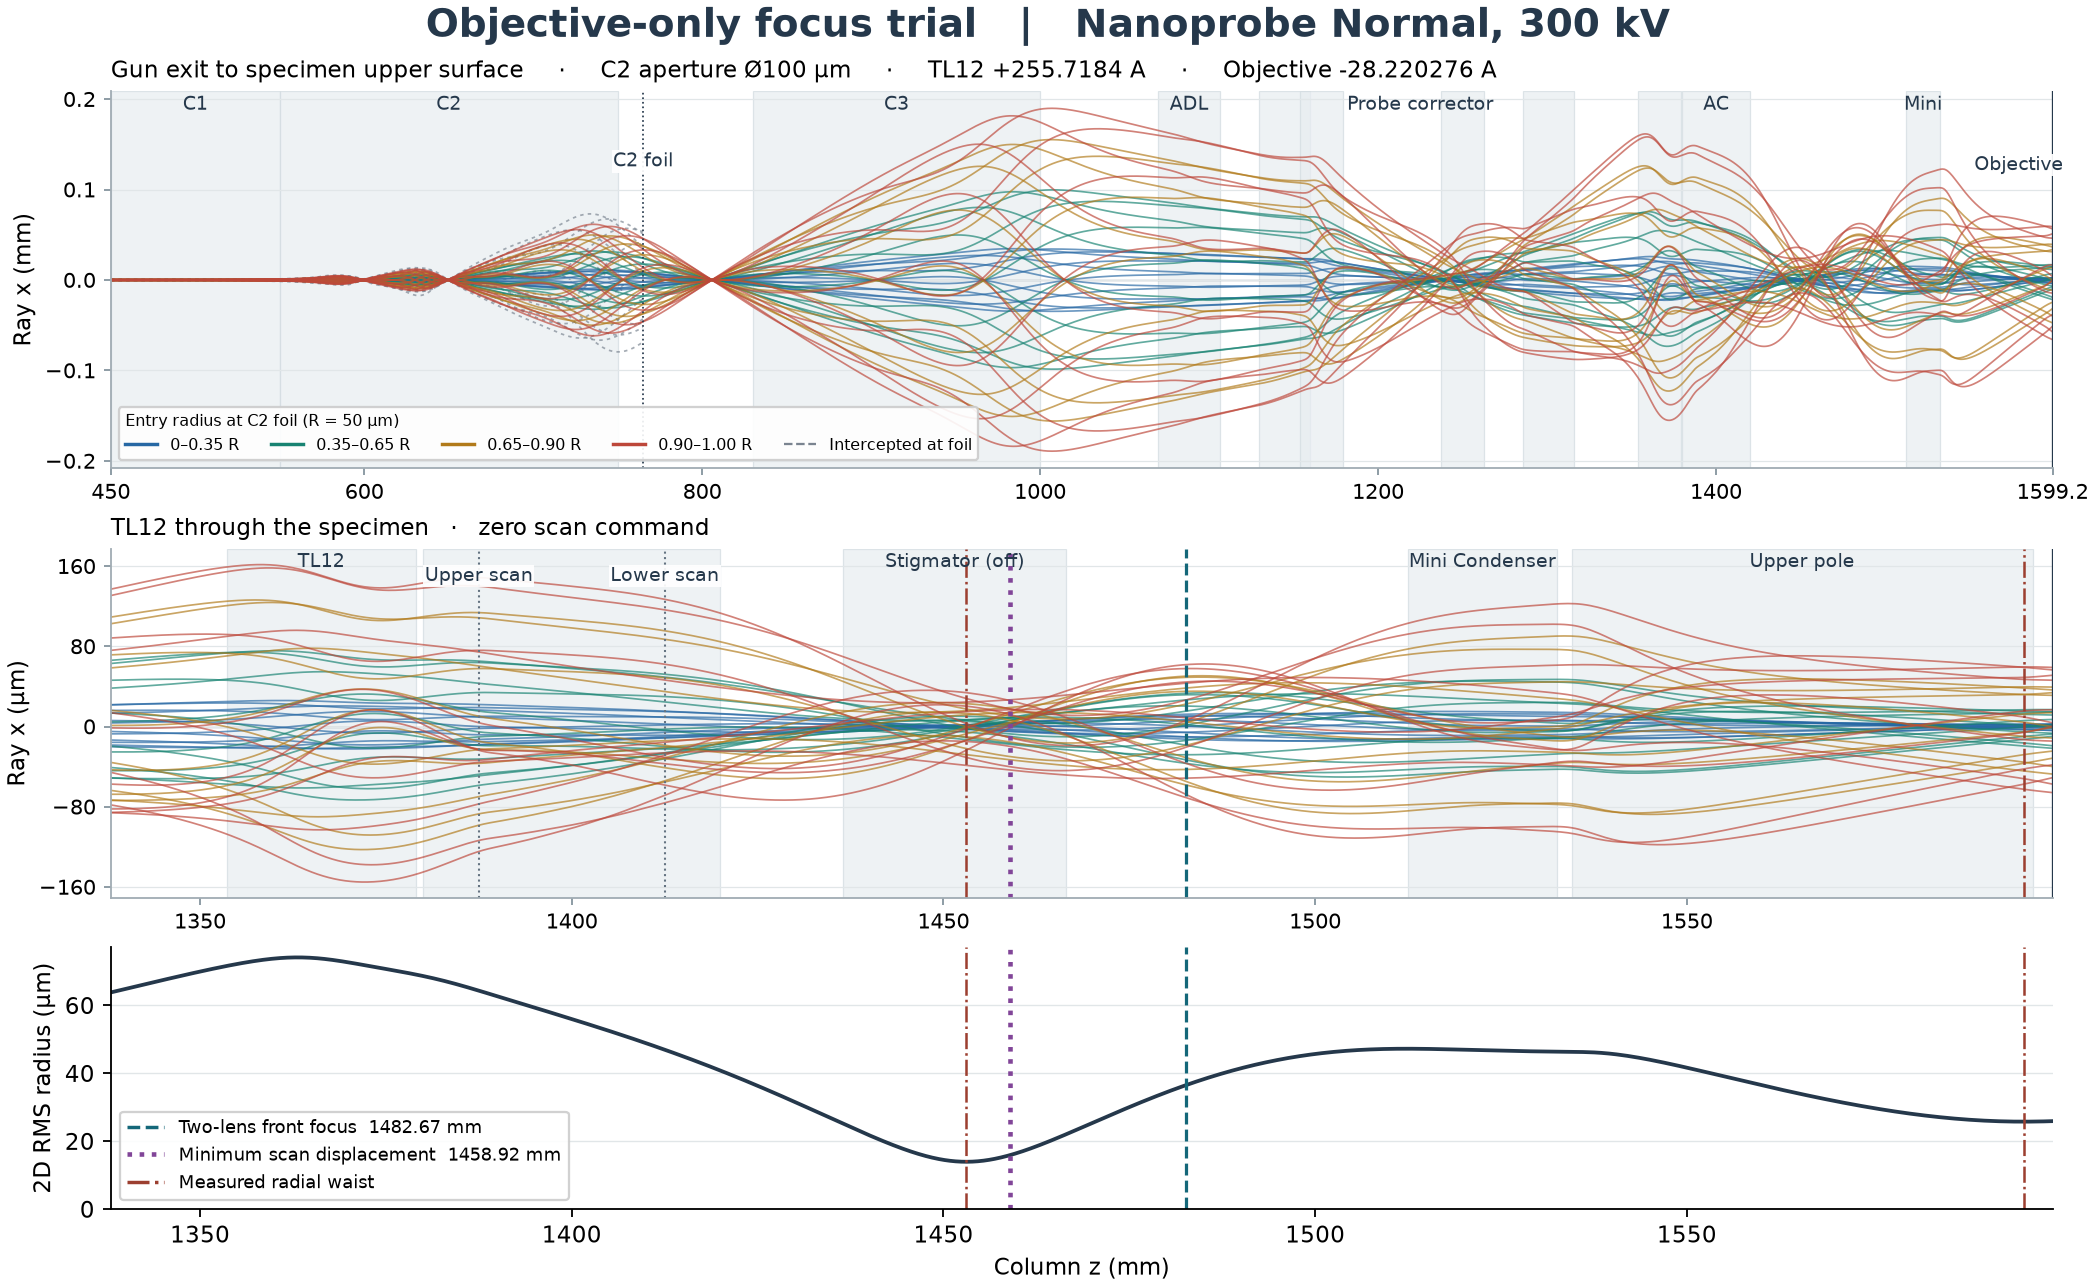 Objective-only focus trial | Nanoprobe Normal, 300 kV
Gun exit to specimen upper surface · C2 aperture Ø100 μm · TL12 +255.7184 A · Objective -28.220276 A
C1 C2 C3 ADL Probe corrector AC Mini
C2 foil
Objective
Ray x (mm)
0.2
0.1
0.0
−0.1
−0.2
Entry radius at C2 foil (R = 50 μm)
0–0.35 R 0.35–0.65 R 0.65–0.90 R 0.90–1.00 R Intercepted at foil
450 600 800 1000 1200 1400 1599.2
TL12 through the specimen · zero scan command
TL12 Stigmator (off) Mini Condenser Upper pole
Upper scan Lower scan
Ray x (μm)
160
80
0
−80
−160
1350 1400 1450 1500 1550
2D RMS radius (μm)
60
40
20
0
Two-lens front focus 1482.67 mm
Minimum scan displacement 1458.92 mm
Measured radial waist
1350 1400 1450 1500 1550
Column z (mm)